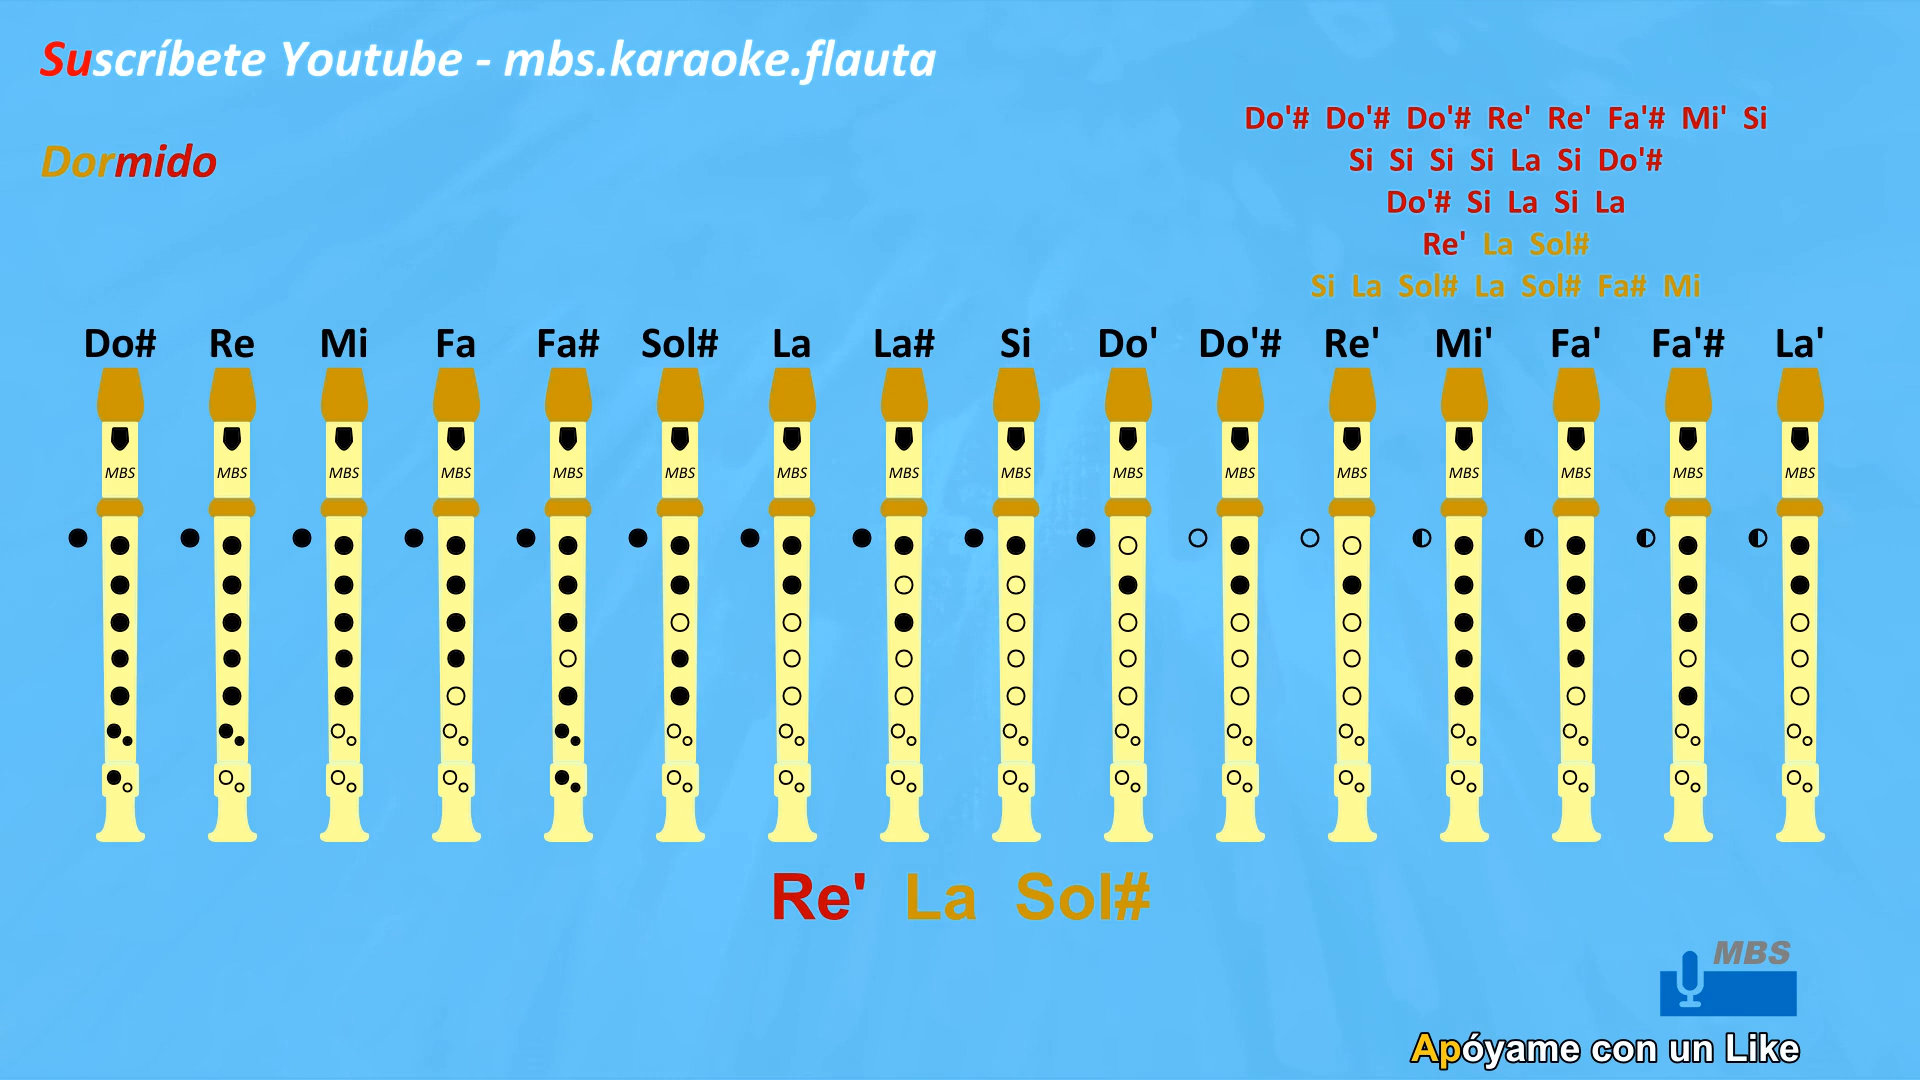 Suscríbete Youtube - mbs.karaoke.flauta
Dormido
Do'# Do'# Do'# Re' Re' Fa'# Mi' Si
Si Si Si Si La Si Do'#
Do'# Si La Si La
Re' La Sol#
Si La Sol# La Sol# Fa# Mi
Do# Re Mi Fa Fa# Sol# La La# Si Do' Do'# Re' Mi' Fa' Fa'# La'
MBS MBS MBS MBS MBS MBS MBS MBS MBS MBS MBS MBS MBS MBS MBS MBS
Re' La Sol#
MBS
Apóyame con un Like